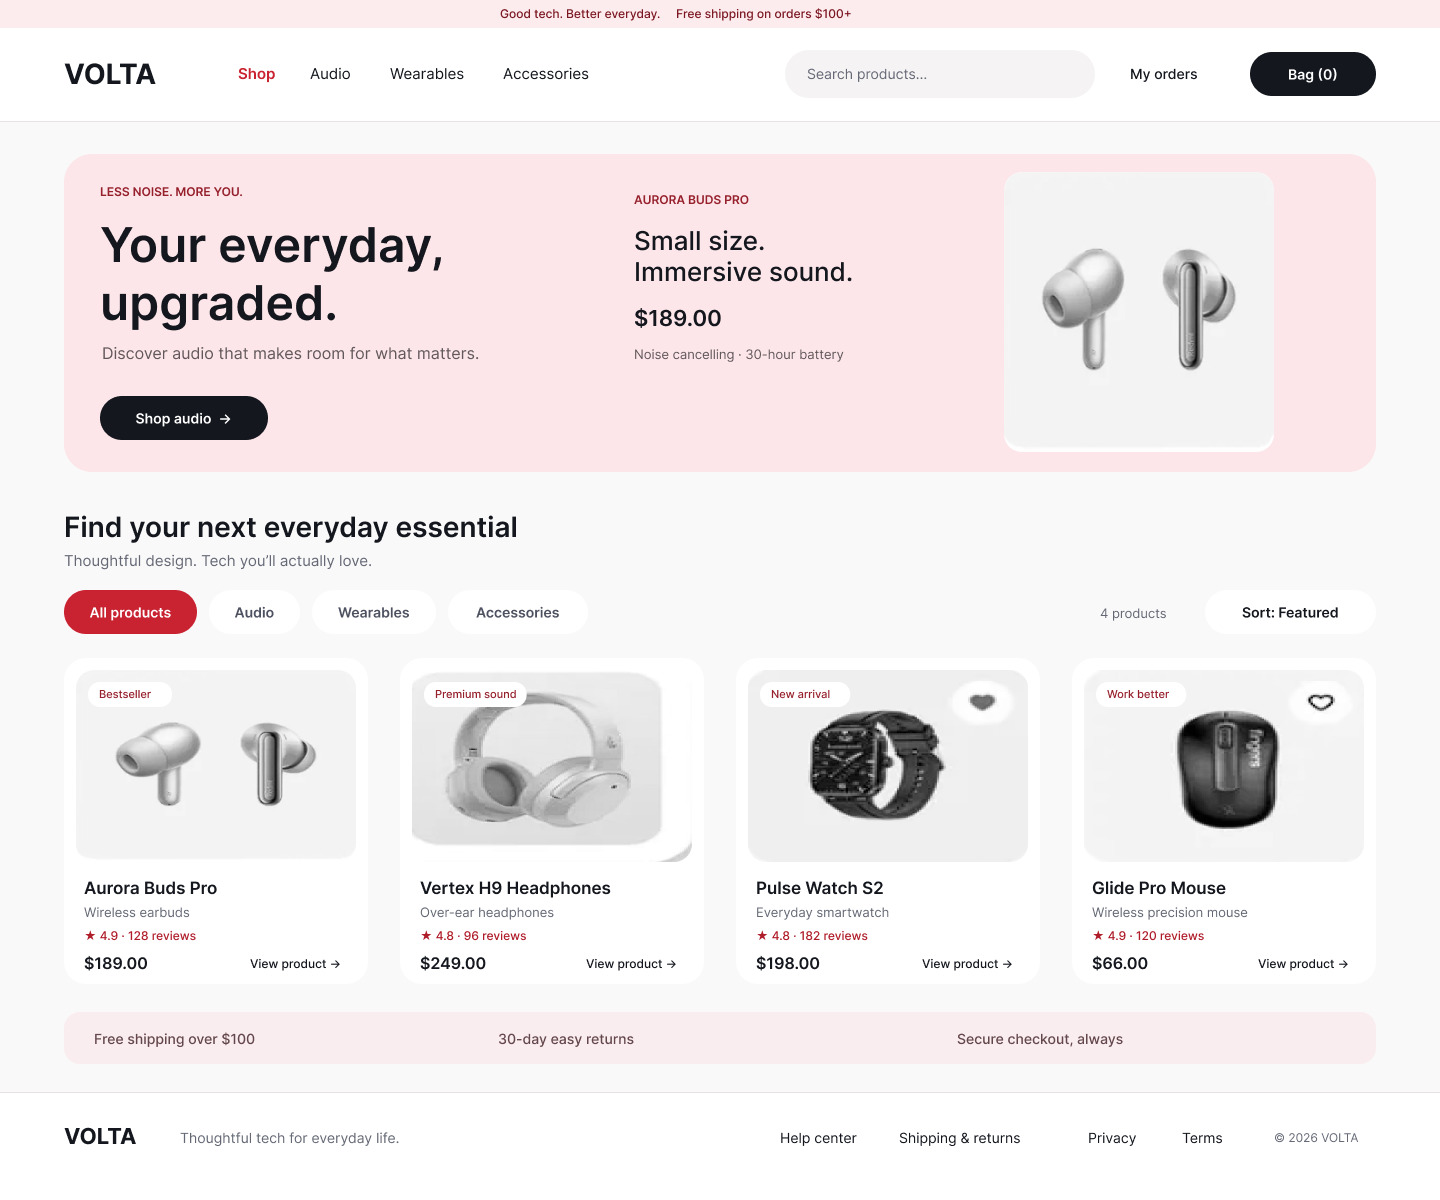 Good tech. Better everyday. Free shipping on orders $100+
VOLTA
Shop
Audio
Wearables
Accessories
Search products...
My orders
Bag (0)
LESS NOISE. MORE YOU.
Your everyday,
upgraded.
Discover audio that makes room for what matters.
Shop audio →
AURORA BUDS PRO
Small size.
Immersive sound.
$189.00
Noise cancelling · 30-hour battery
Find your next everyday essential
Thoughtful design. Tech you’ll actually love.
All products
Audio
Wearables
Accessories
4 products
Sort: Featured
Bestseller
Aurora Buds Pro
Wireless earbuds
★ 4.9 · 128 reviews
$189.00
View product →
Premium sound
Vertex H9 Headphones
Over-ear headphones
★ 4.8 · 96 reviews
$249.00
View product →
New arrival
Pulse Watch S2
Everyday smartwatch
★ 4.8 · 182 reviews
$198.00
View product →
Work better
Glide Pro Mouse
Wireless precision mouse
★ 4.9 · 120 reviews
$66.00
View product →
Free shipping over $100
30-day easy returns
Secure checkout, always
VOLTA
Thoughtful tech for everyday life.
Help center
Shipping & returns
Privacy
Terms
© 2026 VOLTA